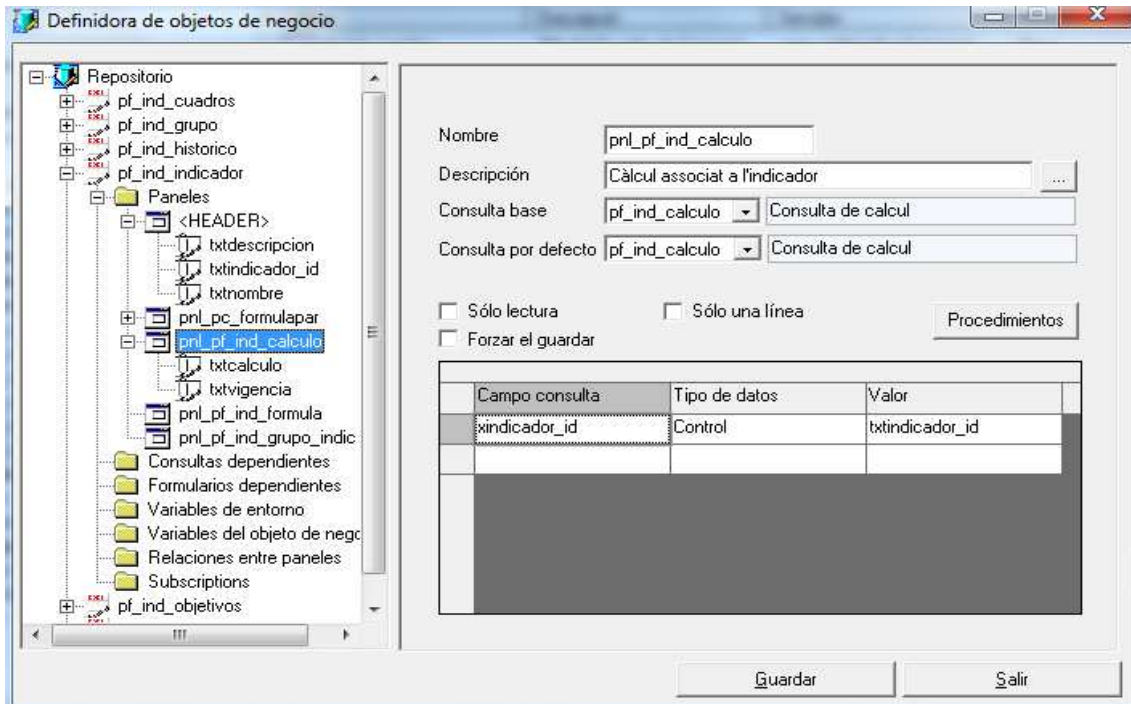 Definidora de objetos de negocio
Repositorio
pf_ind_cuadros
pf_ind_grupo
pf_ind_historico
pf_ind_indicador
Paneles
<HEADER>
txtdescripcion
txtindicador_id
txtnombre
pnl_pc_formulapar
pnl_pf_ind_calculo
txtcalculo
txtvigencia
pnl_pf_ind_formula
pnl_pf_ind_grupo_indic
Consultas dependientes
Formularios dependientes
Variables de entorno
Variables del objeto de nego
Relaciones entre paneles
Subscriptions
pf_ind_objetivos
Nombre pnl_pf_ind_calculo
Descripción Càlcul associat a l'indicador ...
Consulta base pf_ind_calculo Consulta de calcul
Consulta por defecto pf_ind_calculo Consulta de calcul
Sólo lectura Sólo una línea Procedimientos
Forzar el guardar
Campo consulta Tipo de datos Valor
xindicador_id Control txtindicador_id
Guardar Salir